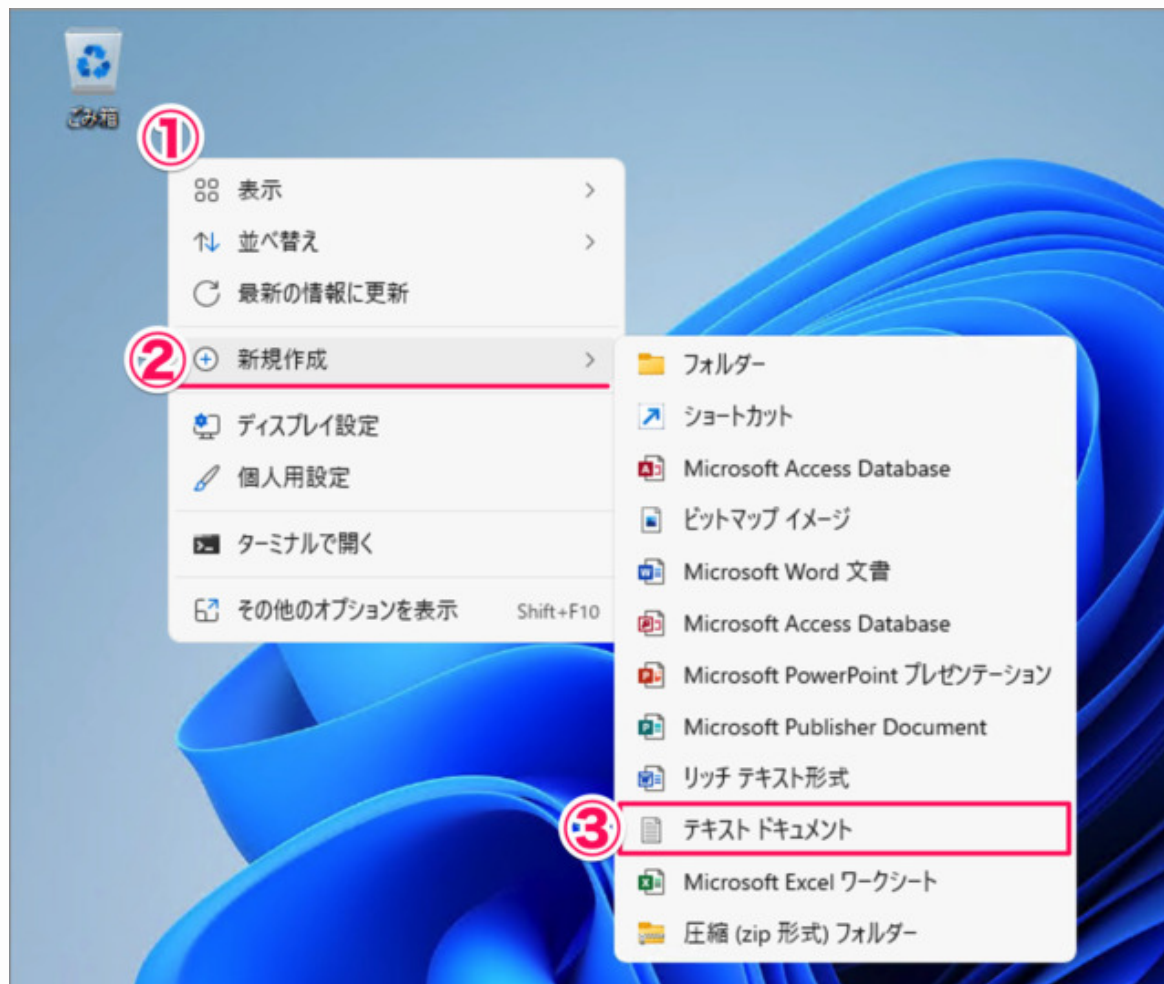 ごみ箱
①
表示
並べ替え
最新の情報に更新
② 新規作成
ディスプレイ設定
個人用設定
ターミナルで開く
その他のオプションを表示 Shift+F10
フォルダー
ショートカット
Microsoft Access Database
ビットマップ イメージ
Microsoft Word 文書
Microsoft Access Database
Microsoft PowerPoint プレゼンテーション
Microsoft Publisher Document
リッチ テキスト形式
③ テキスト ドキュメント
Microsoft Excel ワークシート
圧縮 (zip 形式) フォルダー